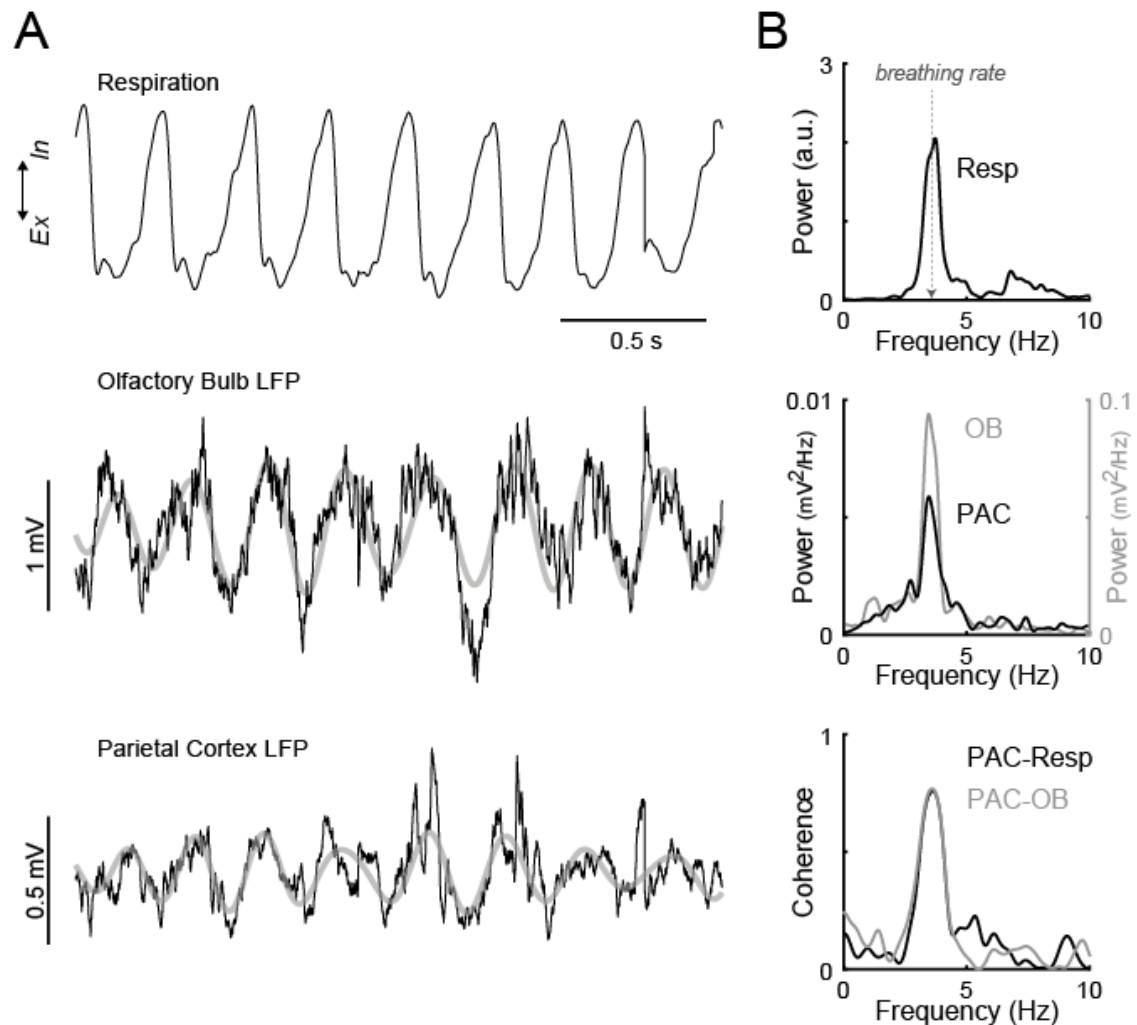 A
Respiration
In
Ex
0.5 s
Olfactory Bulb LFP
1 mV
Parietal Cortex LFP
0.5 mV
B
3
breathing rate
Power (a.u.)
Resp
0
0
5
10
Frequency (Hz)
0.01
0.1
OB
PAC
Power (mV²/Hz)
Power (mV²/Hz)
0
0
0
5
10
Frequency (Hz)
1
PAC-Resp
PAC-OB
Coherence
0
0
5
10
Frequency (Hz)